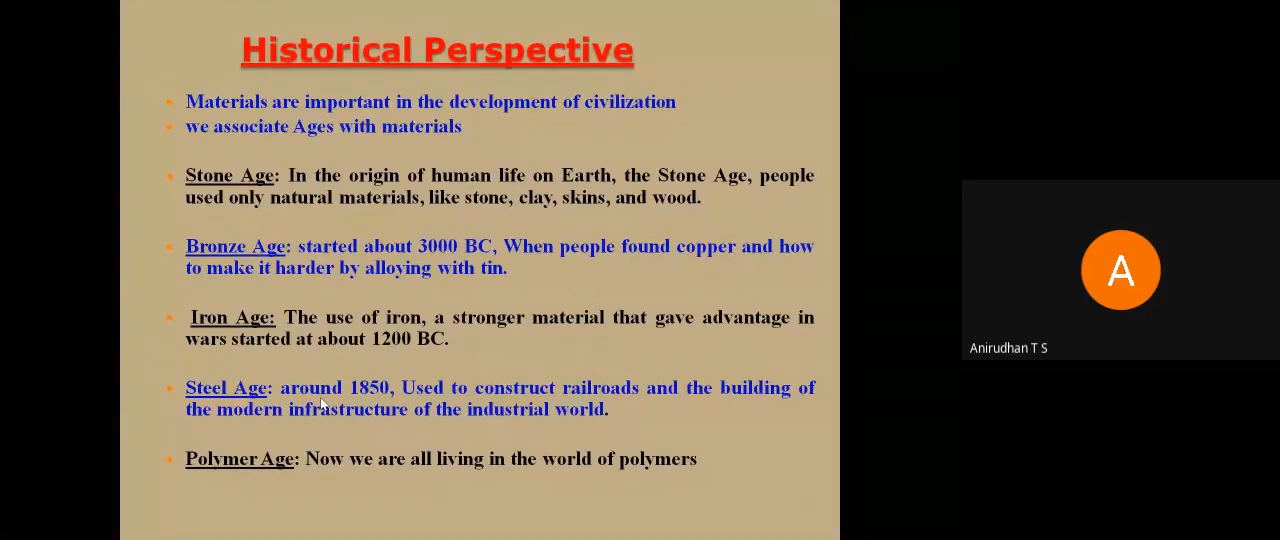 Historical Perspective
Materials are important in the development of civilization
we associate Ages with materials
Stone Age: In the origin of human life on Earth, the Stone Age, people
used only natural materials, like stone, clay, skins, and wood.
Bronze Age: started about 3000 BC, When people found copper and how
to make it harder by alloying with tin.
Iron Age: The use of iron, a stronger material that gave advantage in
wars started at about 1200 BC.
Steel Age: around 1850, Used to construct railroads and the building of
the modern infrastructure of the industrial world.
Polymer Age: Now we are all living in the world of polymers
A
Anirudhan T S